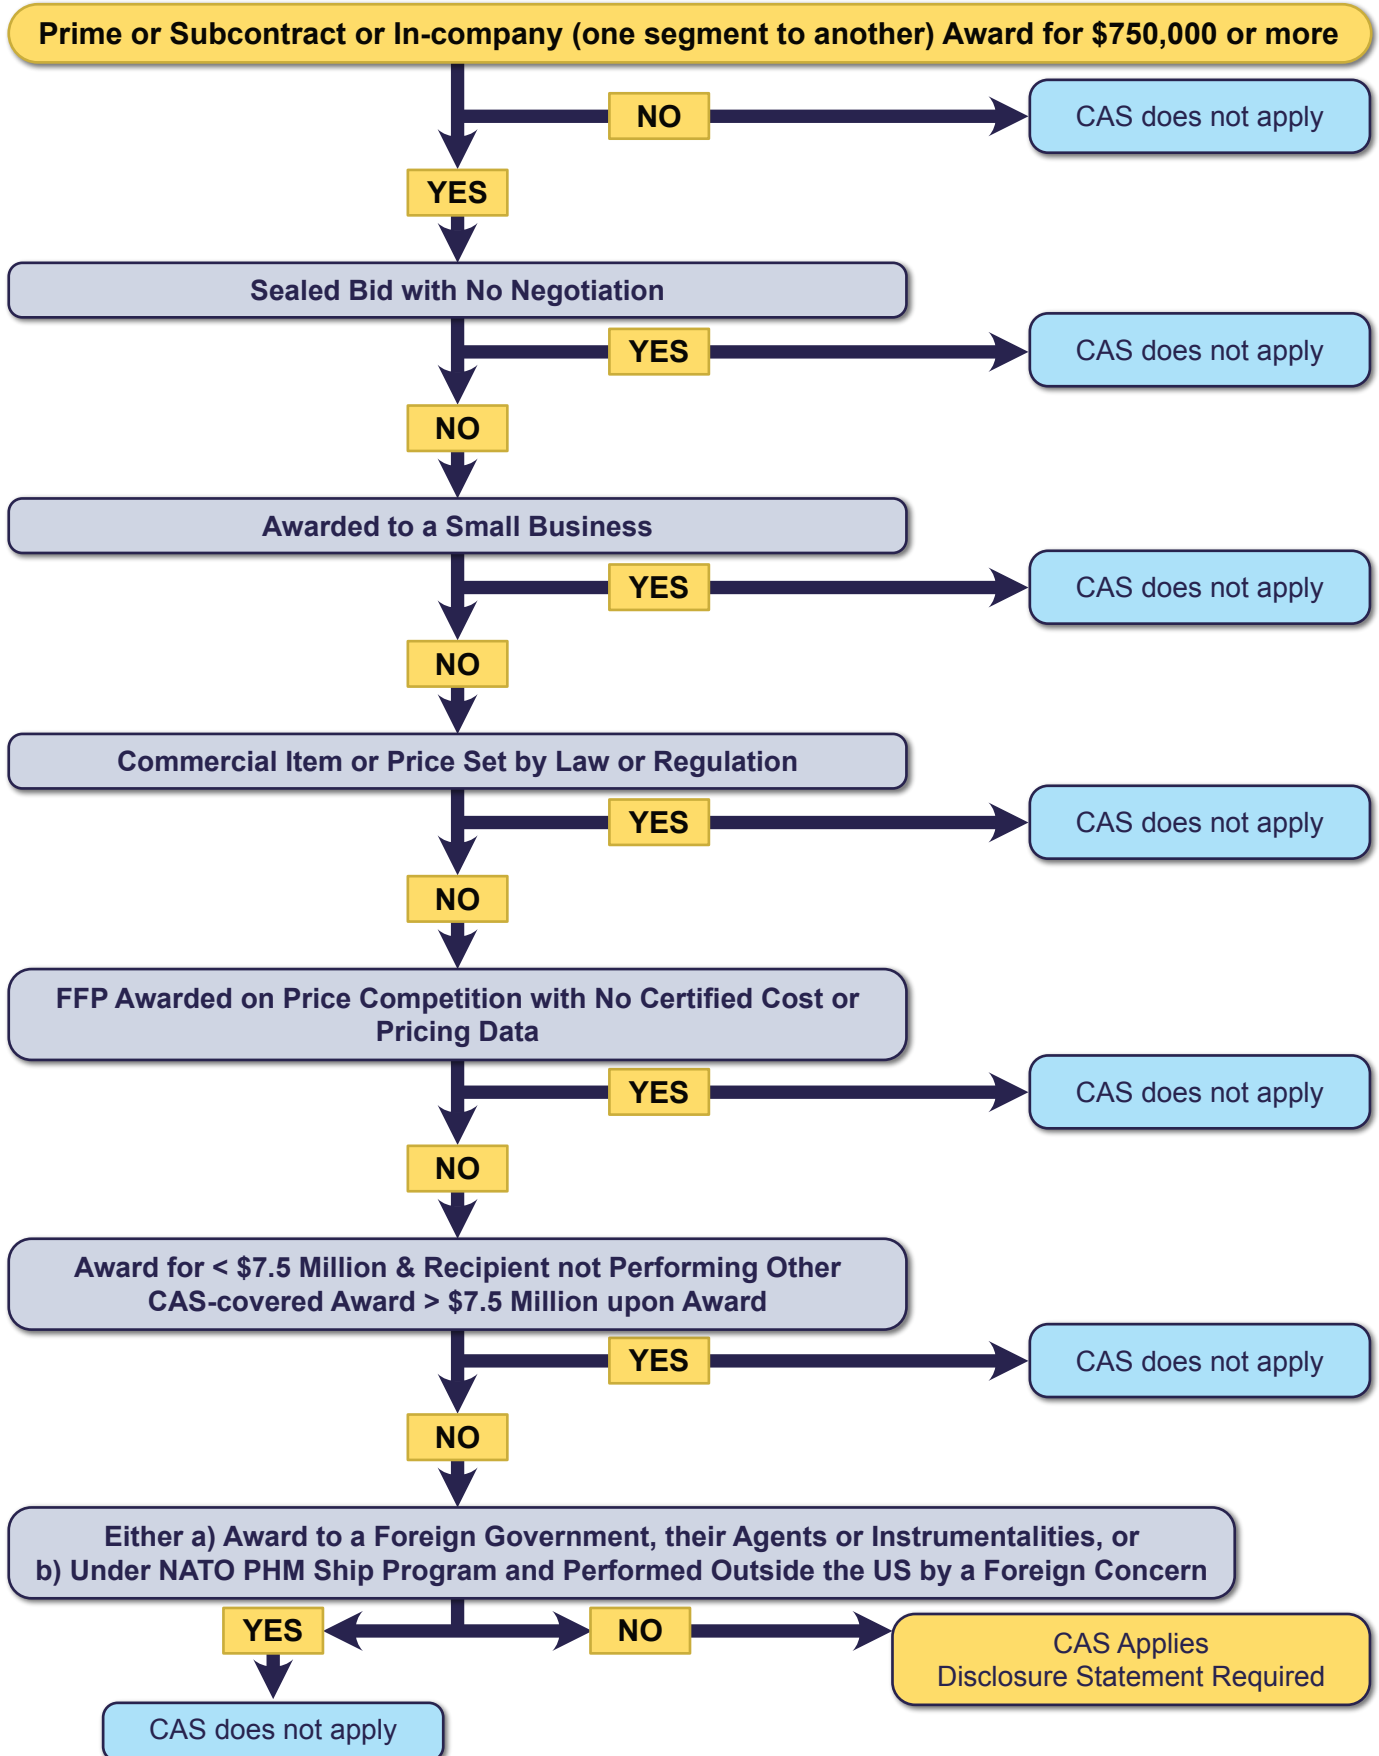 Prime or Subcontract or In-company (one segment to another) Award for $750,000 or more
NO
CAS does not apply
YES
Sealed Bid with No Negotiation
YES
CAS does not apply
NO
Awarded to a Small Business
YES
CAS does not apply
NO
Commercial Item or Price Set by Law or Regulation
YES
CAS does not apply
NO
FFP Awarded on Price Competition with No Certified Cost or
Pricing Data
YES
CAS does not apply
NO
Award for < $7.5 Million & Recipient not Performing Other
CAS-covered Award > $7.5 Million upon Award
YES
CAS does not apply
NO
Either a) Award to a Foreign Government, their Agents or Instrumentalities, or
b) Under NATO PHM Ship Program and Performed Outside the US by a Foreign Concern
YES
NO
CAS Applies
Disclosure Statement Required
CAS does not apply